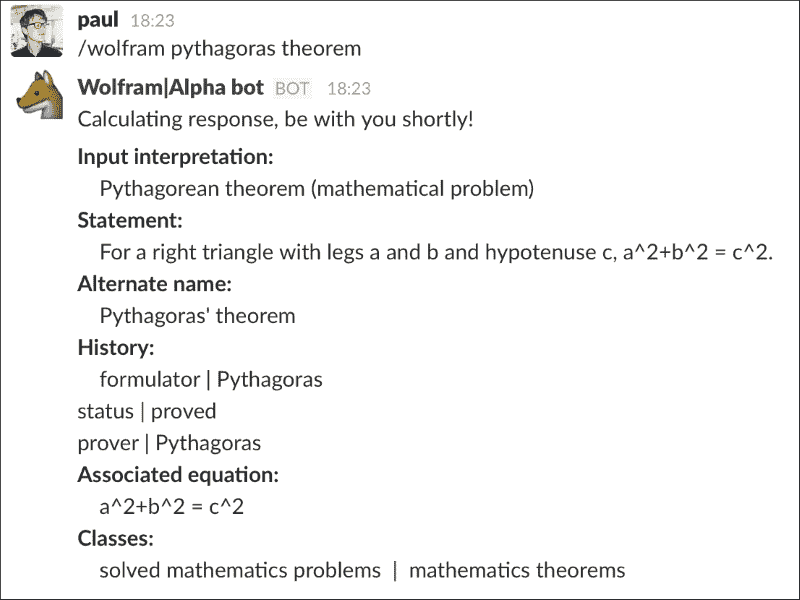 paul 18:23
/wolfram pythagoras theorem
Wolfram|Alpha bot BOT 18:23
Calculating response, be with you shortly!
Input interpretation:
Pythagorean theorem (mathematical problem)
Statement:
For a right triangle with legs a and b and hypotenuse c, a^2+b^2 = c^2.
Alternate name:
Pythagoras' theorem
History:
formulator | Pythagoras
status | proved
prover | Pythagoras
Associated equation:
a^2+b^2 = c^2
Classes:
solved mathematics problems | mathematics theorems